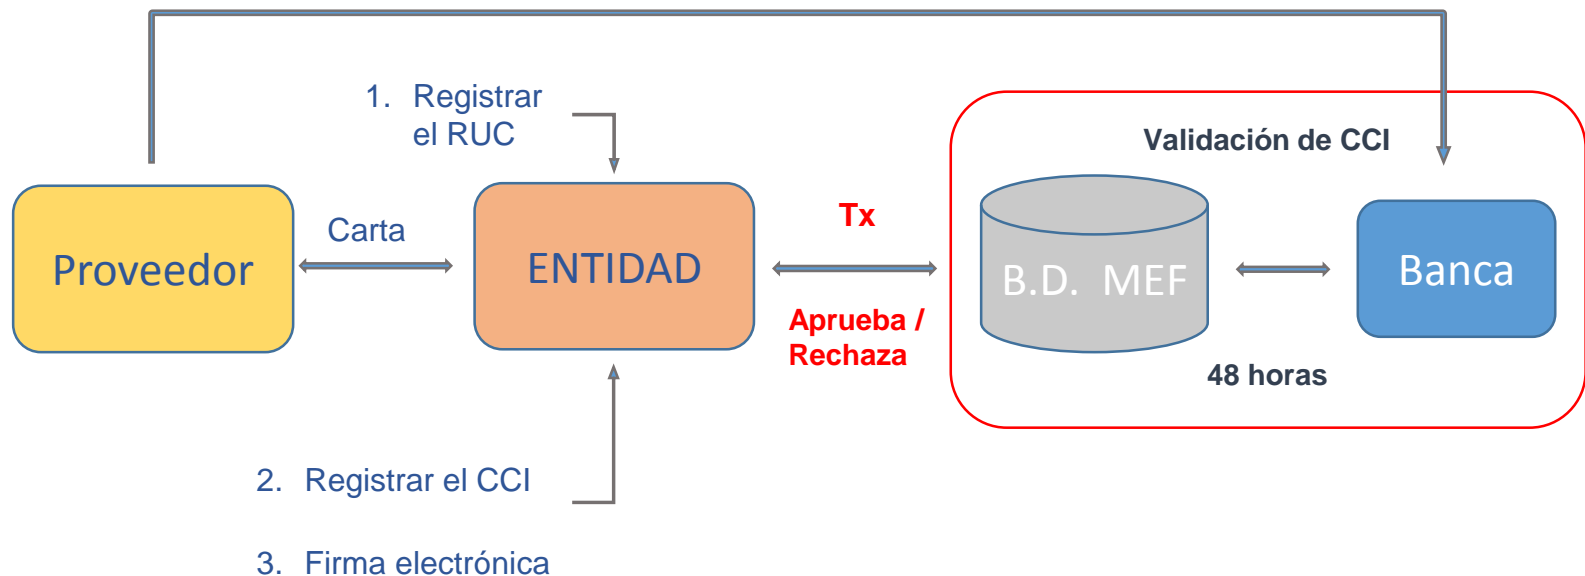 1. Registrar
el RUC
Validación de CCI
Proveedor
Carta
ENTIDAD
Tx
Aprueba /
Rechaza
B.D. MEF
Banca
48 horas
2. Registrar el CCI
3. Firma electrónica